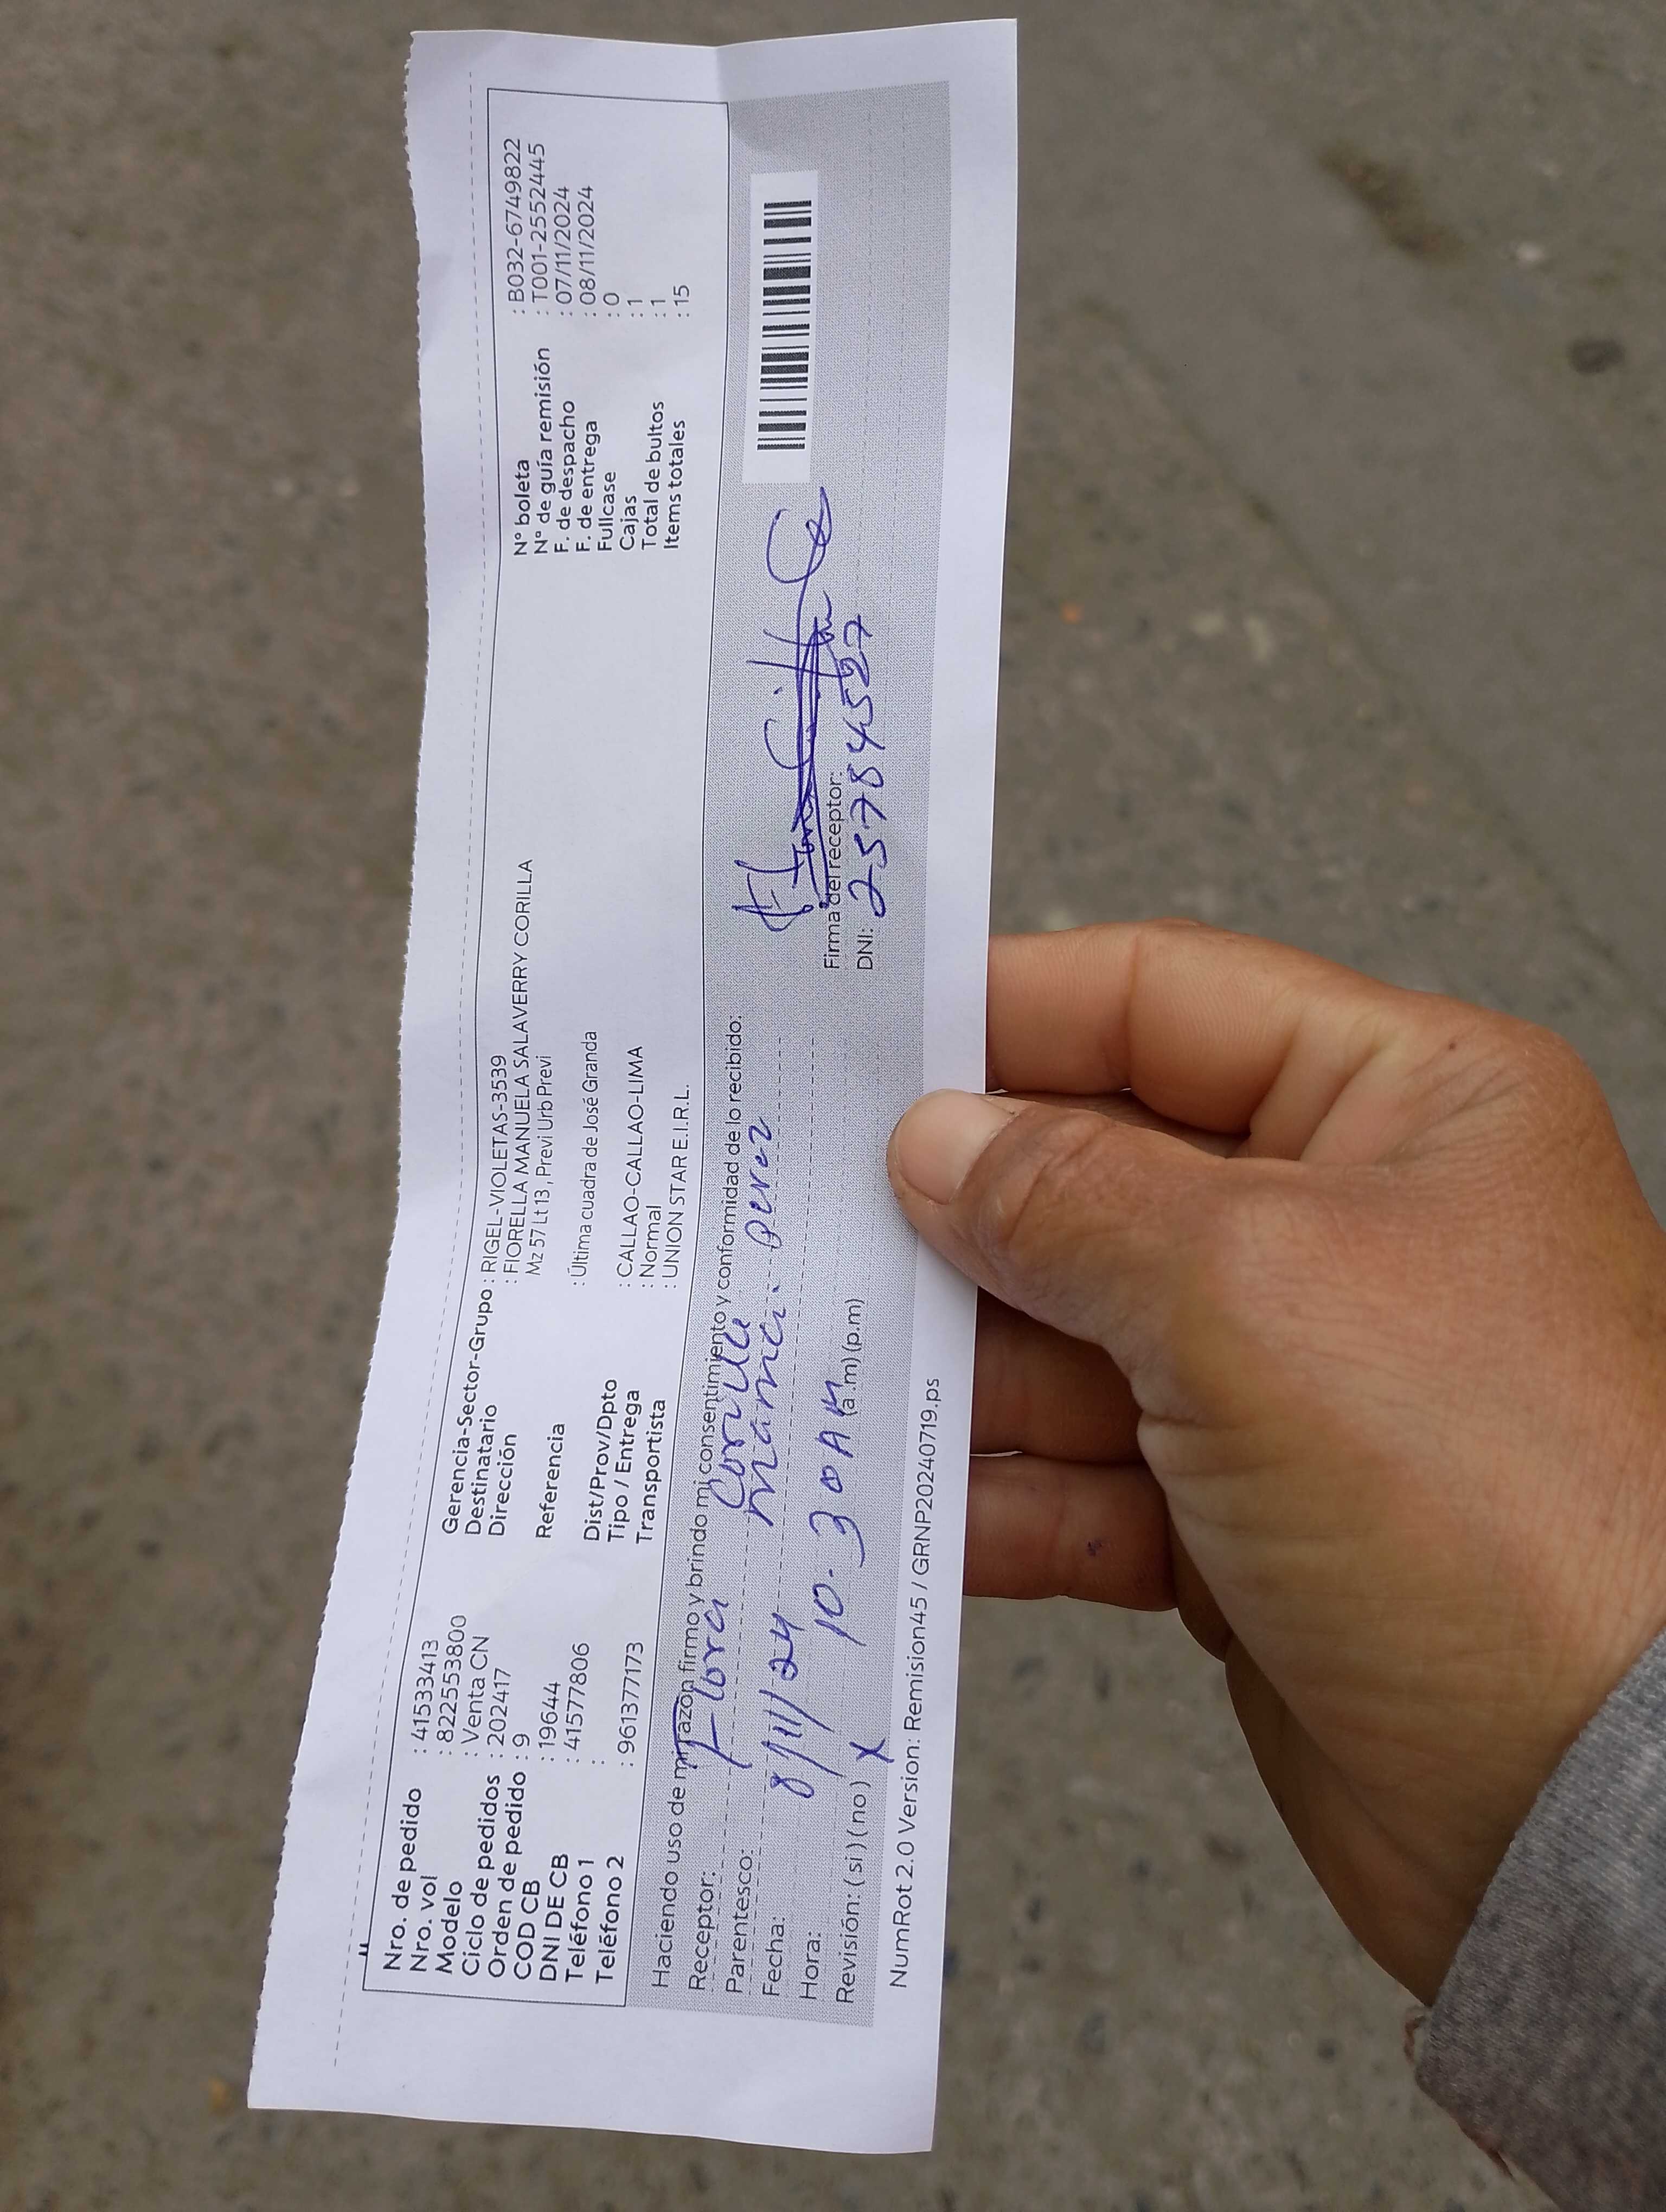 Nro. de pedido : 41533413
Nro. vol : 8225553800
Modelo : Venta CN
Ciclo de pedidos : 202417
Orden de pedido : 9
COD CB : 19644
DNI DE CB : 41577806
Teléfono 1 :
Teléfono 2 : 961377173
Gerencia-Sector-Grupo : RIGEL-VIOLETAS-3539
Destinatario : FIORELLA MANUELA SALAVERRY CORILLA
Dirección Mz 57 Lt 13 , Previ Urb Previ
Referencia : Última cuadra de José Granda
Dist/Prov/Dpto : CALLAO-CALLAO-LIMA
Tipo / Entrega : Normal
Transportista : UNION STAR E.I.R.L.
N° boleta : B032-6749822
N° de guía remisión : T001-2552445
F. de despacho : 07/11/2024
F. de entrega : 08/11/2024
Fullcase : 0
Cajas : 1
Total de bultos : 1
Items totales : 15
Haciendo uso de mi razón firmo y brindo mi consentimiento y conformidad de lo recibido:
Receptor: Flora Corilla perez
Parentesco: mama.
Fecha: 8/11/24
Hora: 10.30 AM (a.m) (p.m)
Revisión: ( si ) ( no ) X
Firma del receptor:
DNI: 25784527
NumRot 2.0 Version: Remision45 / GRNP20240719.ps